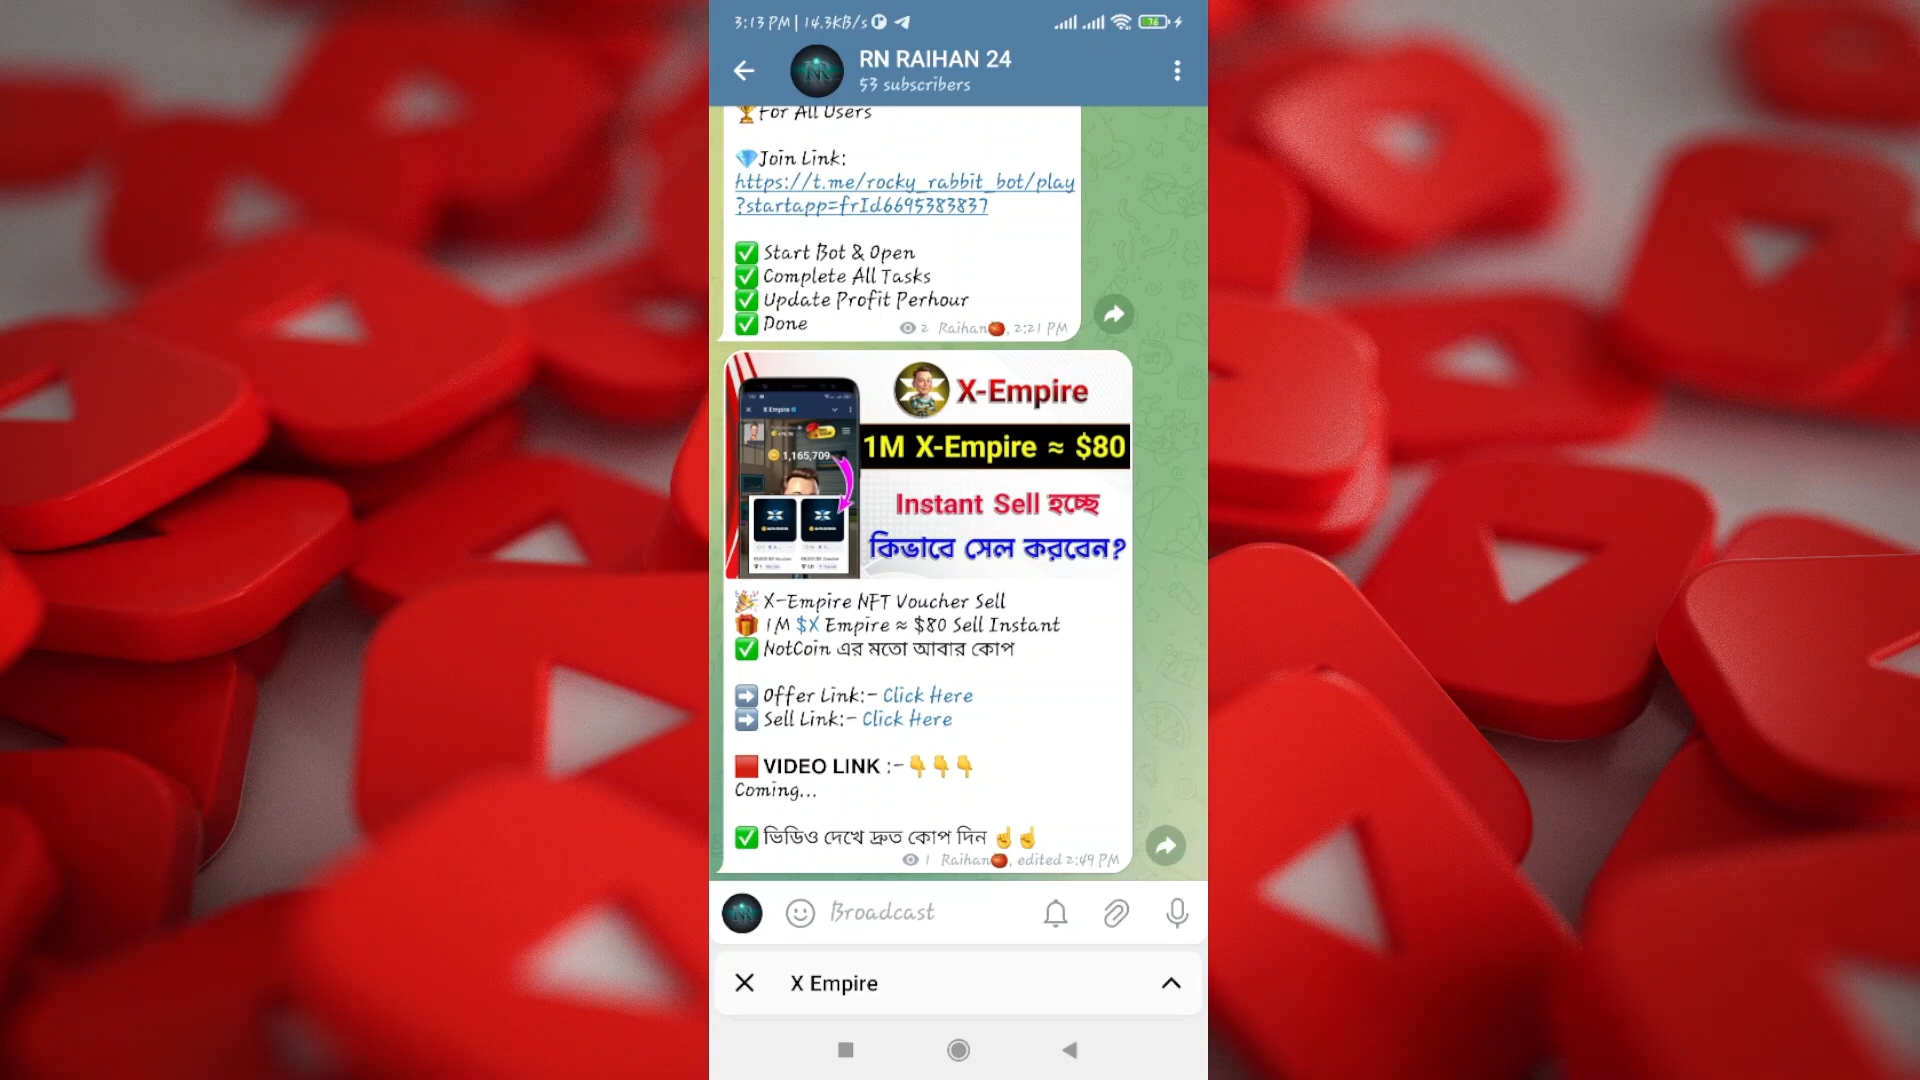 3:13 PM | 14.3KB/s
76
RN RAIHAN 24
53 subscribers
🏆For All Users
💎Join Link:
https://t.me/rocky_rabbit_bot/play
?startapp=frId6695383837
✅ Start Bot & Open
✅ Complete All Tasks
✅ Update Profit Perhour
✅ Done
2 Raihan🍅, 2:21 PM
X-Empire
X Empire
1,165,709
1M X-Empire ≈ $80
Instant Sell হচ্ছে
কিভাবে সেল করবেন?
🎉 X-Empire NFT Voucher Sell
🎁 1M $X Empire ≈ $80 Sell Instant
✅ NotCoin এর মতো আবার কোপ
➡️ Offer Link:- Click Here
➡️ Sell Link:- Click Here
🟥 VIDEO LINK :-👇👇👇
Coming...
✅ ভিডিও দেখে দ্রুত কোপ দিন ☝️☝️
1 Raihan🍅, edited 2:49 PM
Broadcast
X Empire